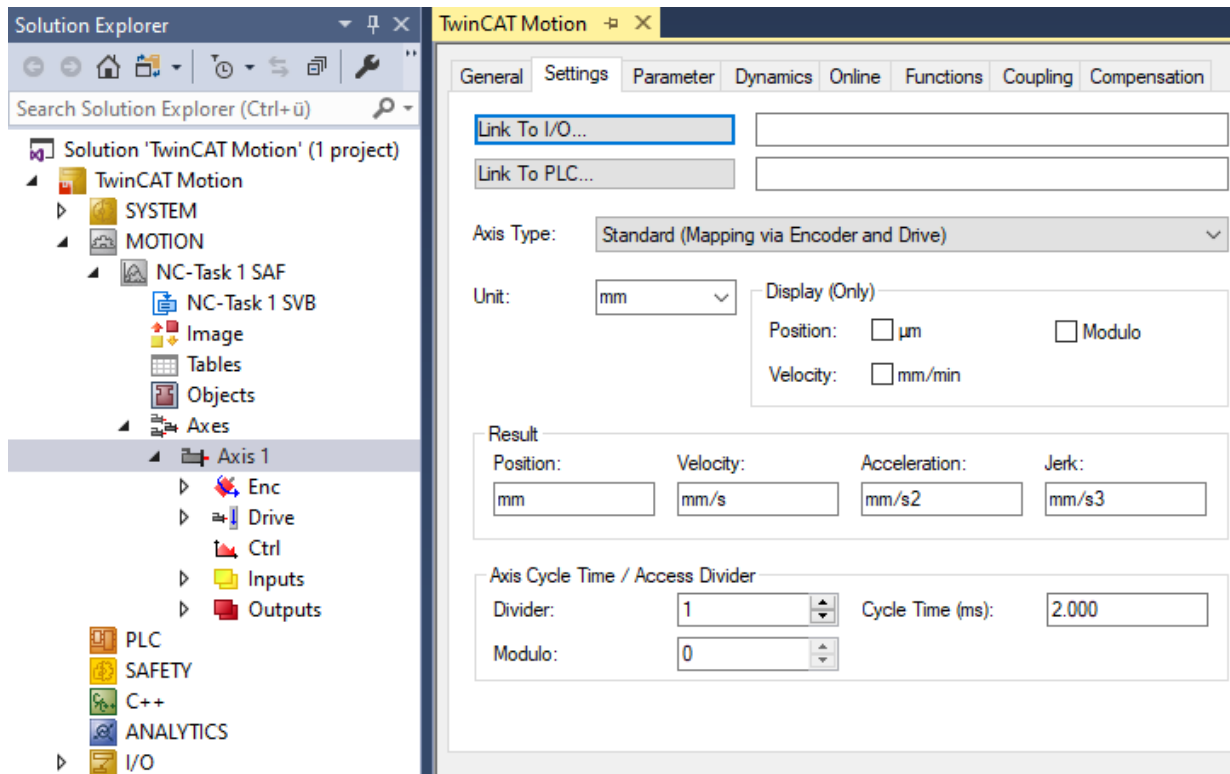 Solution Explorer
Search Solution Explorer (Ctrl+ü)
Solution 'TwinCAT Motion' (1 project)
TwinCAT Motion
SYSTEM
MOTION
NC-Task 1 SAF
NC-Task 1 SVB
Image
Tables
Objects
Axes
Axis 1
Enc
Drive
Ctrl
Inputs
Outputs
PLC
SAFETY
C++
ANALYTICS
I/O
TwinCAT Motion
General Settings Parameter Dynamics Online Functions Coupling Compensation
Link To I/O...
Link To PLC...
Axis Type: Standard (Mapping via Encoder and Drive)
Unit: mm
Display (Only)
Position: µm Modulo
Velocity: mm/min
Result
Position: Velocity: Acceleration: Jerk:
mm mm/s mm/s2 mm/s3
Axis Cycle Time / Access Divider
Divider: 1 Cycle Time (ms): 2.000
Modulo: 0